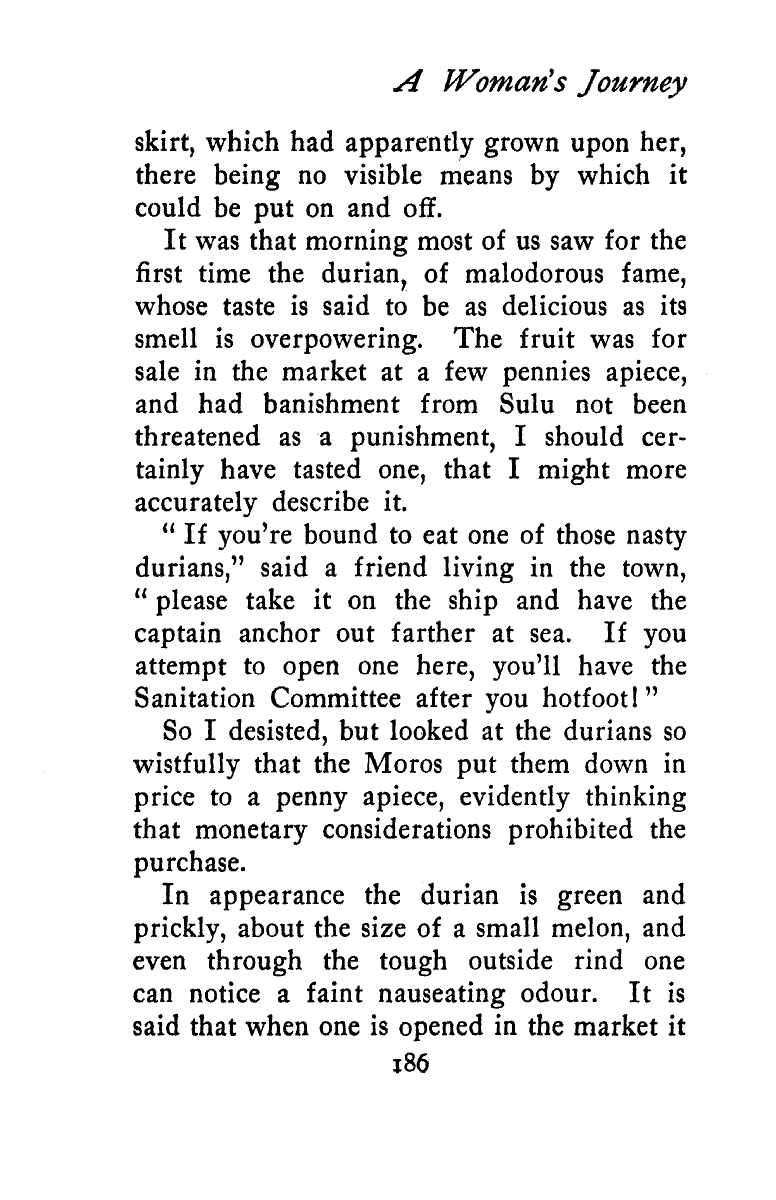 A Woman's Journey
skirt, which had apparently grown upon her,
there being no visible means by which it
could be put on and off.
It was that morning most of us saw for the
first time the durian, of malodorous fame,
whose taste is said to be as delicious as its
smell is overpowering. The fruit was for
sale in the market at a few pennies apiece,
and had banishment from Sulu not been
threatened as a punishment, I should cer-
tainly have tasted one, that I might more
accurately describe it.
" If you're bound to eat one of those nasty
durians," said a friend living in the town,
" please take it on the ship and have the
captain anchor out farther at sea. If you
attempt to open one here, you'll have the
Sanitation Committee after you hotfoot! "
So I desisted, but looked at the durians so
wistfully that the Moros put them down in
price to a penny apiece, evidently thinking
that monetary considerations prohibited the
purchase.
In appearance the durian is green and
prickly, about the size of a small melon, and
even through the tough outside rind one
can notice a faint nauseating odour. It is
said that when one is opened in the market it
186